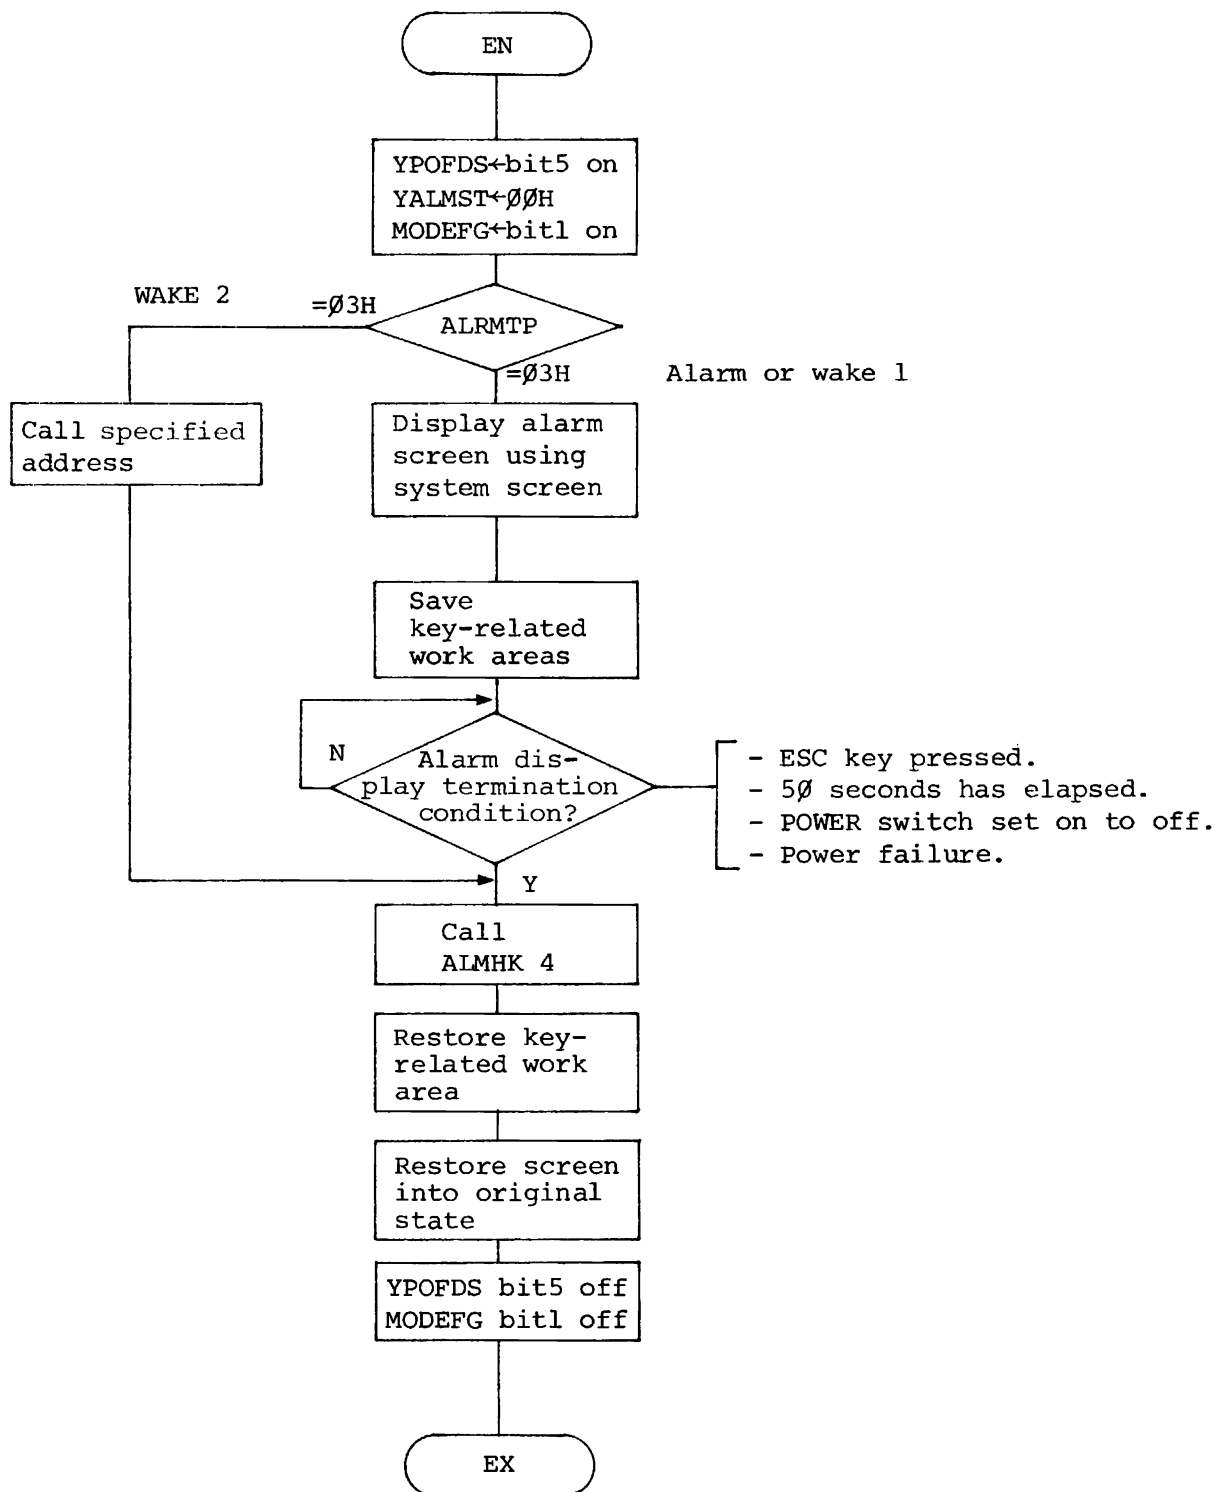 EN
YPOFDS←bit5 on
YALMST←ØØH
MODEFG←bit1 on
WAKE 2
=Ø3H
ALRMTP
=Ø3H
Alarm or wake 1
Call specified
address
Display alarm
screen using
system screen
Save
key-related
work areas
N
Alarm dis-
play termination
condition?
- ESC key pressed.
- 5Ø seconds has elapsed.
- POWER switch set on to off.
- Power failure.
Y
Call
ALMHK 4
Restore key-
related work
area
Restore screen
into original
state
YPOFDS bit5 off
MODEFG bit1 off
EX